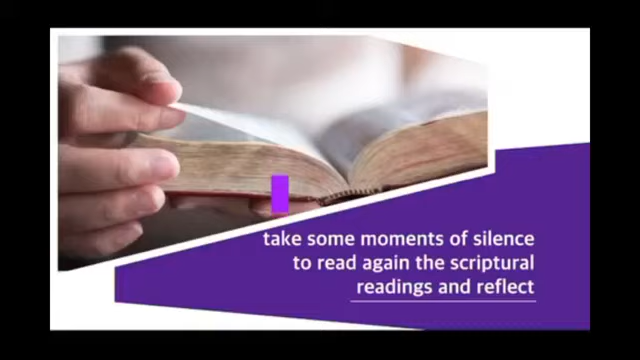 take some moments of silence
to read again the scriptural
readings and reflect